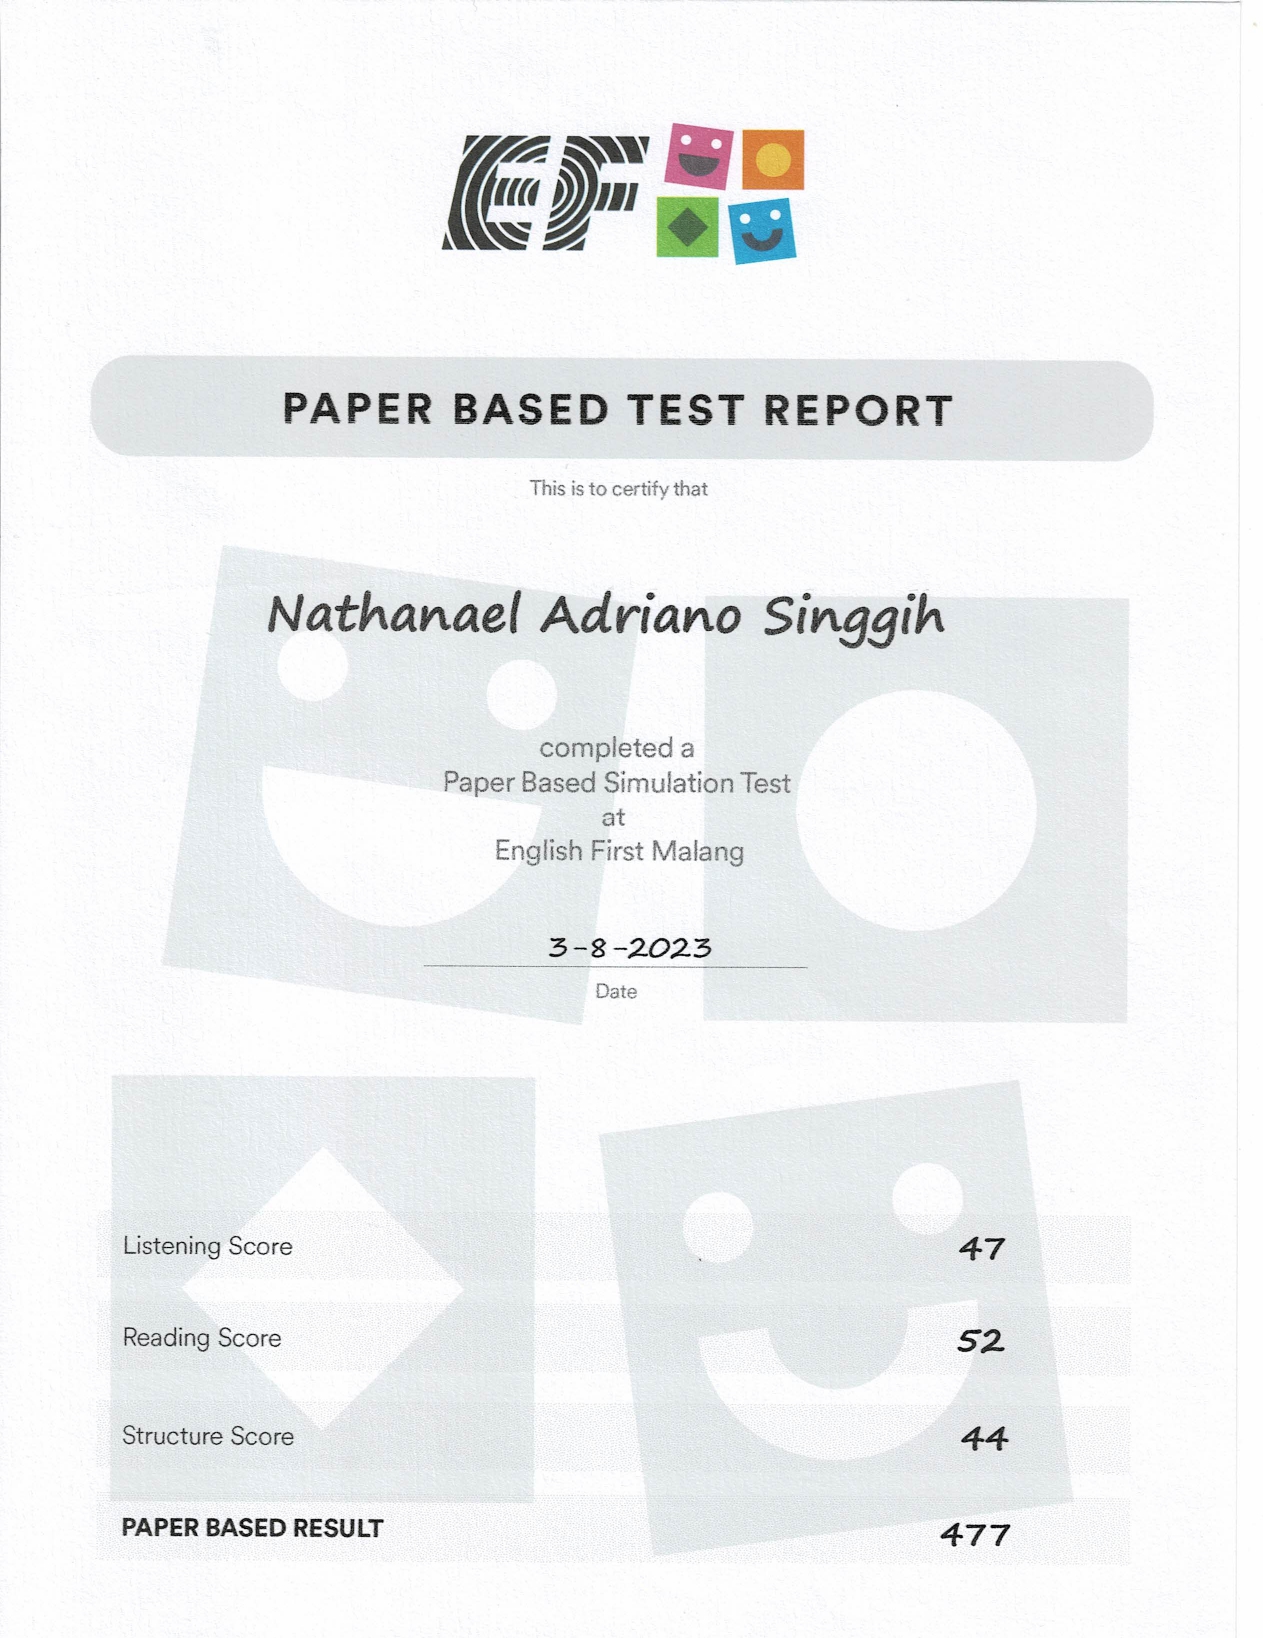 EF
PAPER BASED TEST REPORT
This is to certify that
Nathanael Adriano Singgih
completed a
Paper Based Simulation Test
at
English First Malang
3-8-2023
Date
Listening Score 47
Reading Score 52
Structure Score 44
PAPER BASED RESULT 477